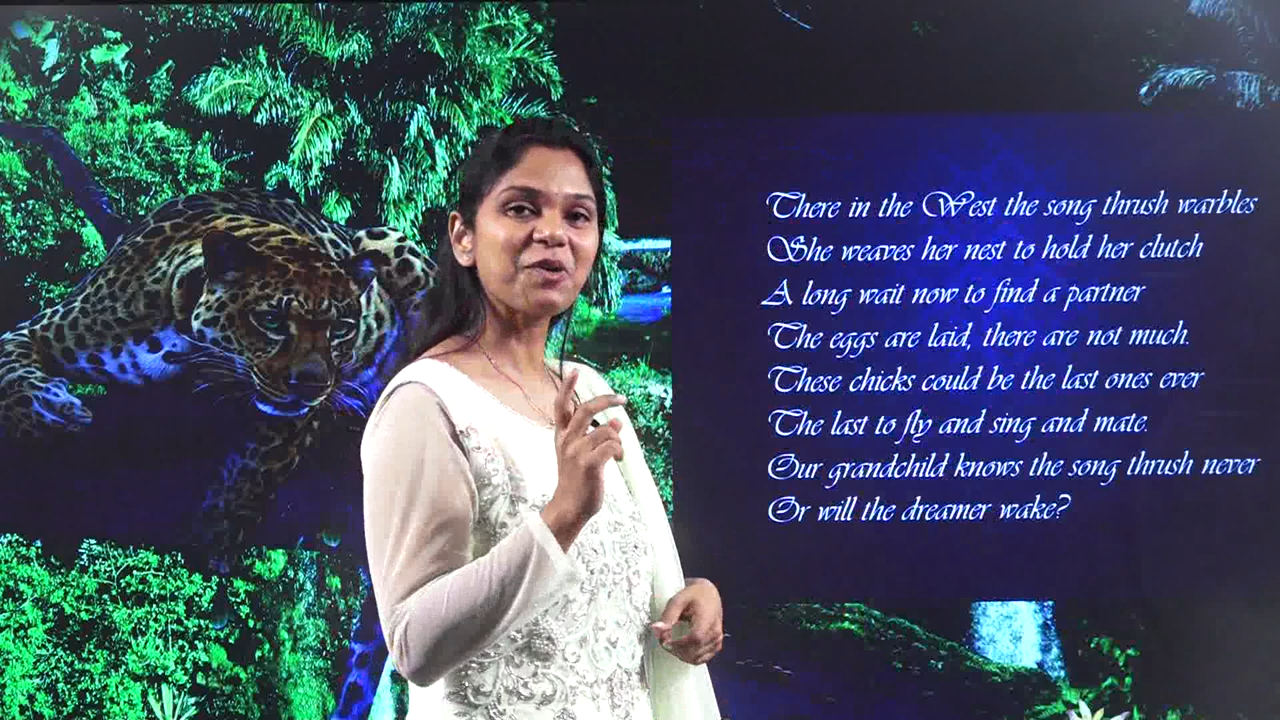 There in the West the song thrush warbles
She weaves her nest to hold her clutch
A long wait now to find a partner
The eggs are laid, there are not much.
These chicks could be the last ones ever
The last to fly and sing and mate.
Our grandchild knows the song thrush never
Or will the dreamer wake?